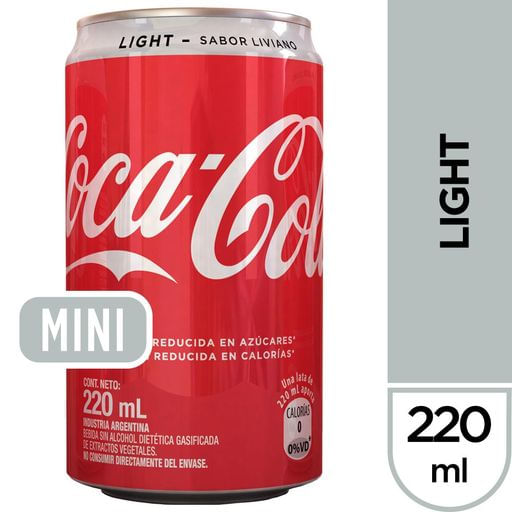 LIGHT – SABOR LIVIANO
Coca-Cola
MINI
REDUCIDA EN AZÚCARES*
REDUCIDA EN CALORÍAS*
CONT. NETO:
220 mL
INDUSTRIA ARGENTINA
BEBIDA SIN ALCOHOL DIETÉTICA GASIFICADA
DE EXTRACTOS VEGETALES.
NO CONSUMIR DIRECTAMENTE DEL ENVASE.
Una lata de
220 mL aporta:
CALORÍAS
0
0%VD*
LIGHT
220
ml